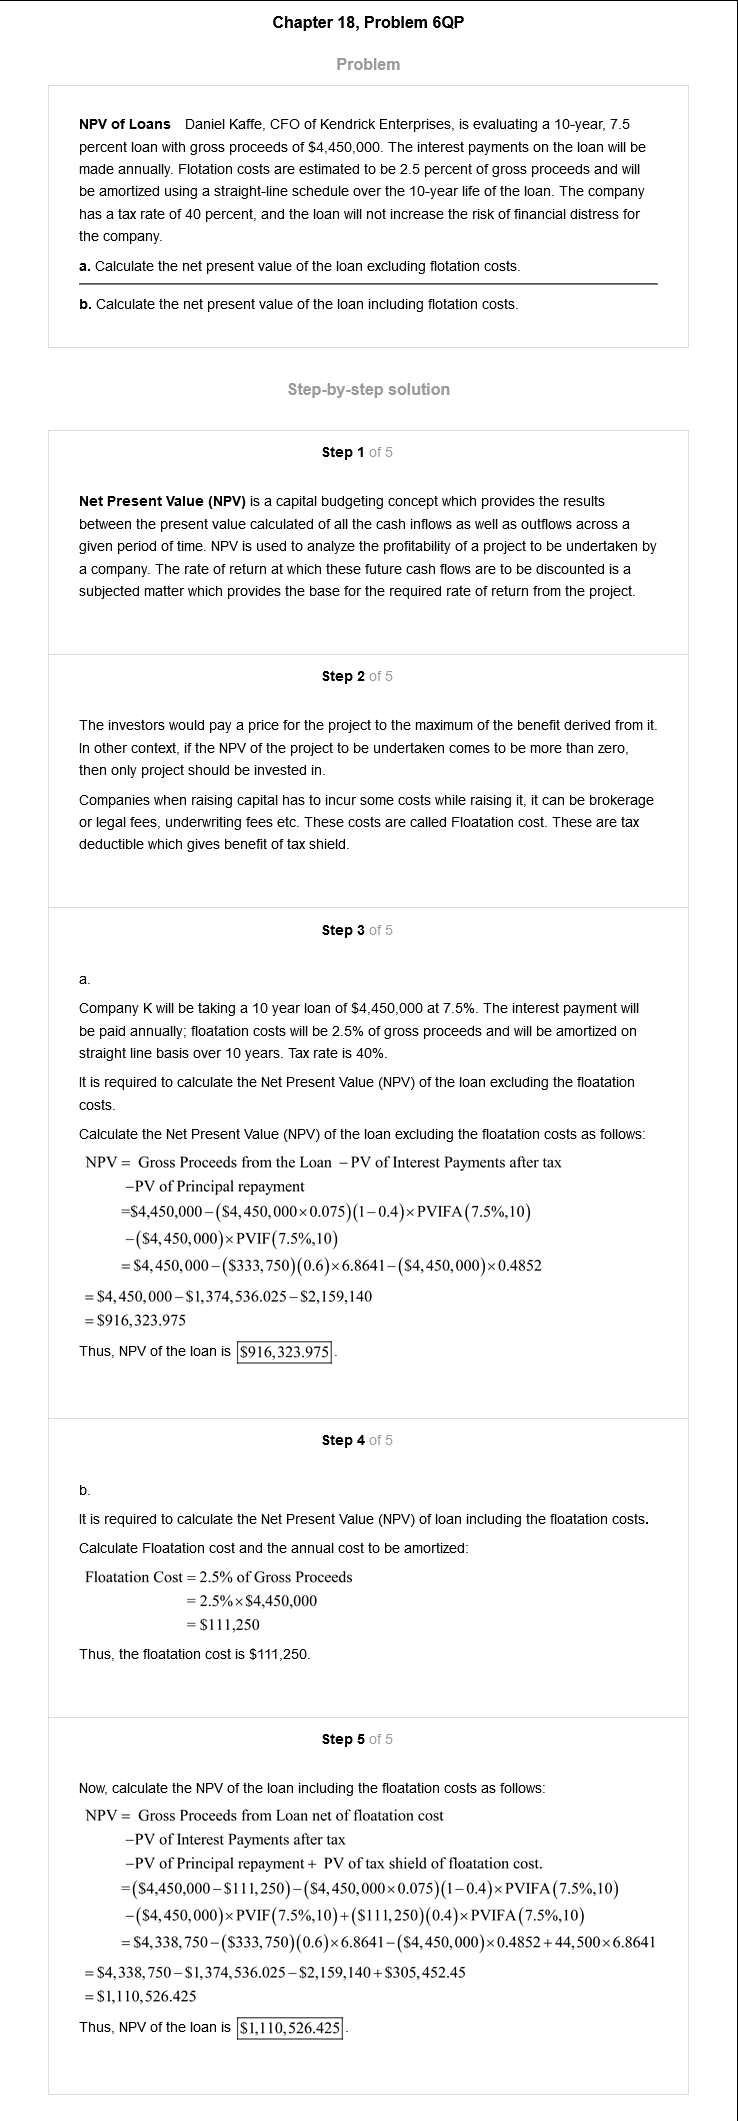 Chapter 18, Problem 6QP
Problem
NPV of Loans Daniel Kaffe, CFO of Kendrick Enterprises, is evaluating a 10-year, 7.5
percent loan with gross proceeds of $4,450,000. The interest payments on the loan will be
made annually. Flotation costs are estimated to be 2.5 percent of gross proceeds and will
be amortized using a straight-line schedule over the 10-year life of the loan. The company
has a tax rate of 40 percent, and the loan will not increase the risk of financial distress for
the company.
a. Calculate the net present value of the loan excluding flotation costs.
b. Calculate the net present value of the loan including flotation costs.
Step-by-step solution
Step 1 of 5
Net Present Value (NPV) is a capital budgeting concept which provides the results
between the present value calculated of all the cash inflows as well as outflows across a
given period of time. NPV is used to analyze the profitability of a project to be undertaken by
a company. The rate of return at which these future cash flows are to be discounted is a
subjected matter which provides the base for the required rate of return from the project.
Step 2 of 5
The investors would pay a price for the project to the maximum of the benefit derived from it.
In other context, if the NPV of the project to be undertaken comes to be more than zero,
then only project should be invested in.
Companies when raising capital has to incur some costs while raising it, it can be brokerage
or legal fees, underwriting fees etc. These costs are called Floatation cost. These are tax
deductible which gives benefit of tax shield.
Step 3 of 5
a.
Company K will be taking a 10 year loan of $4,450,000 at 7.5%. The interest payment will
be paid annually; floatation costs will be 2.5% of gross proceeds and will be amortized on
straight line basis over 10 years. Tax rate is 40%.
It is required to calculate the Net Present Value (NPV) of the loan excluding the floatation
costs.
Calculate the Net Present Value (NPV) of the loan excluding the floatation costs as follows:
NPV = Gross Proceeds from the Loan −PV of Interest Payments after tax
−PV of Principal repayment
=$4,450,000−($4,450,000×0.075)(1−0.4)×PVIFA(7.5%,10)
−($4,450,000)×PVIF(7.5%,10)
=$4,450,000−($333,750)(0.6)×6.8641−($4,450,000)×0.4852
=$4,450,000−$1,374,536.025−$2,159,140
=$916,323.975
Thus, NPV of the loan is $916,323.975.
Step 4 of 5
b.
It is required to calculate the Net Present Value (NPV) of loan including the floatation costs.
Calculate Floatation cost and the annual cost to be amortized:
Floatation Cost = 2.5% of Gross Proceeds
= 2.5%×$4,450,000
= $111,250
Thus, the floatation cost is $111,250.
Step 5 of 5
Now, calculate the NPV of the loan including the floatation costs as follows:
NPV = Gross Proceeds from Loan net of floatation cost
−PV of Interest Payments after tax
−PV of Principal repayment + PV of tax shield of floatation cost.
=($4,450,000−$111,250)−($4,450,000×0.075)(1−0.4)×PVIFA(7.5%,10)
−($4,450,000)×PVIF(7.5%,10)+($111,250)(0.4)×PVIFA(7.5%,10)
=$4,338,750−($333,750)(0.6)×6.8641−($4,450,000)×0.4852+44,500×6.8641
=$4,338,750−$1,374,536.025−$2,159,140+$305,452.45
=$1,110,526.425
Thus, NPV of the loan is $1,110,526.425.